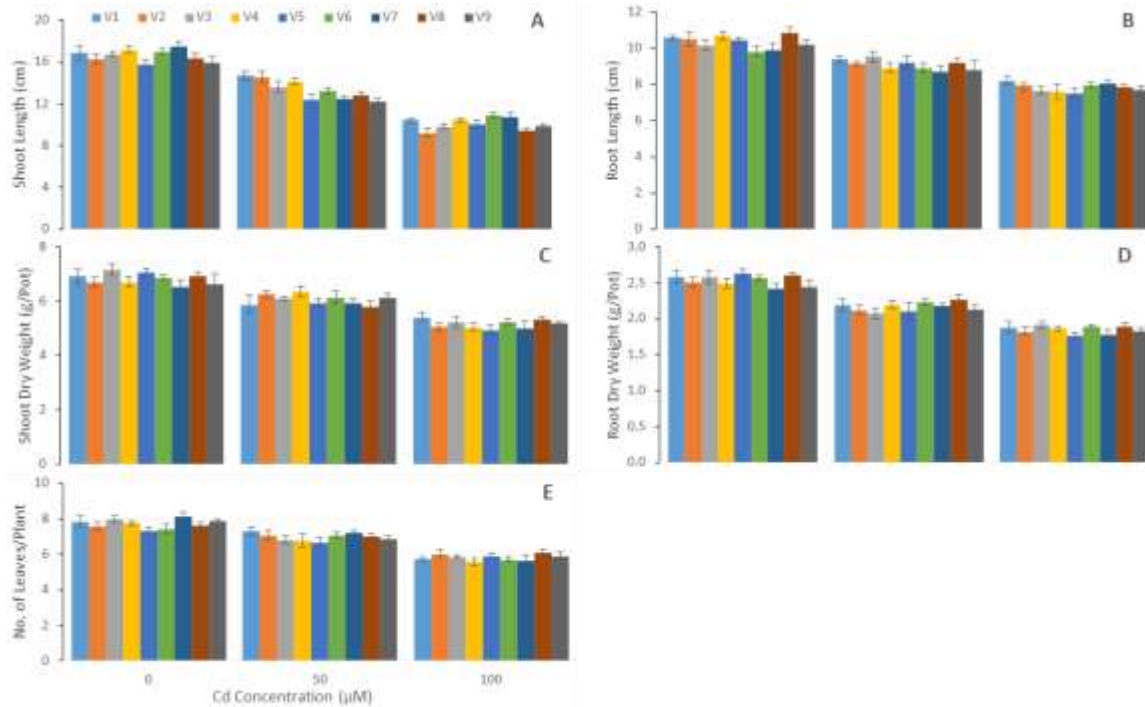 V1 V2 V3 V4 V5 V6 V7 V8 V9
A
Shoot Length (cm)
20
16
12
8
4
0
B
Root Length (cm)
12
10
8
6
4
2
0
C
Shoot Dry Weight (g/Pot)
8
6
4
2
0
D
Root Dry Weight (g/Pot)
3.0
2.5
2.0
1.5
1.0
0.5
0.0
E
No. of Leaves/Plant
10
8
6
4
2
0
0 50 100
Cd Concentration (µM)